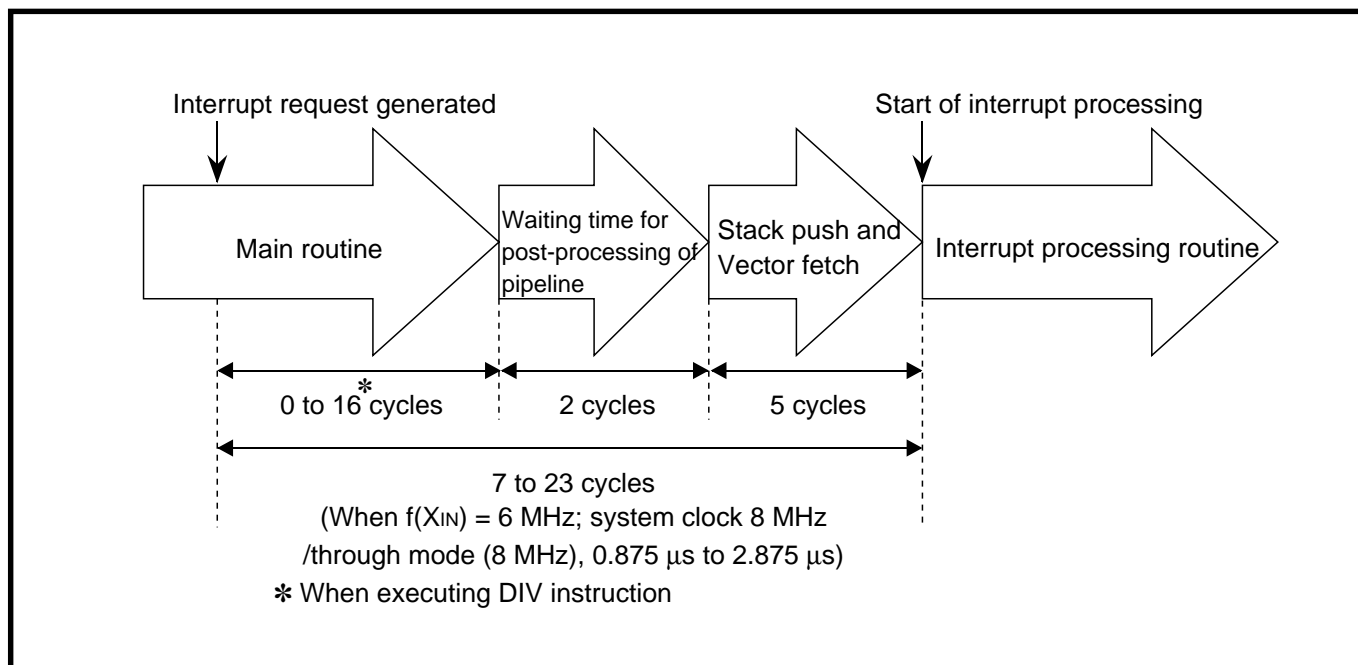 Interrupt request generated
Start of interrupt processing
Main routine
Waiting time for
post-processing of
pipeline
Stack push and
Vector fetch
Interrupt processing routine
0 to 16 cycles
✻
2 cycles
5 cycles
7 to 23 cycles
(When f(XIN) = 6 MHz; system clock 8 MHz
/through mode (8 MHz), 0.875 μs to 2.875 μs)
✻ When executing DIV instruction